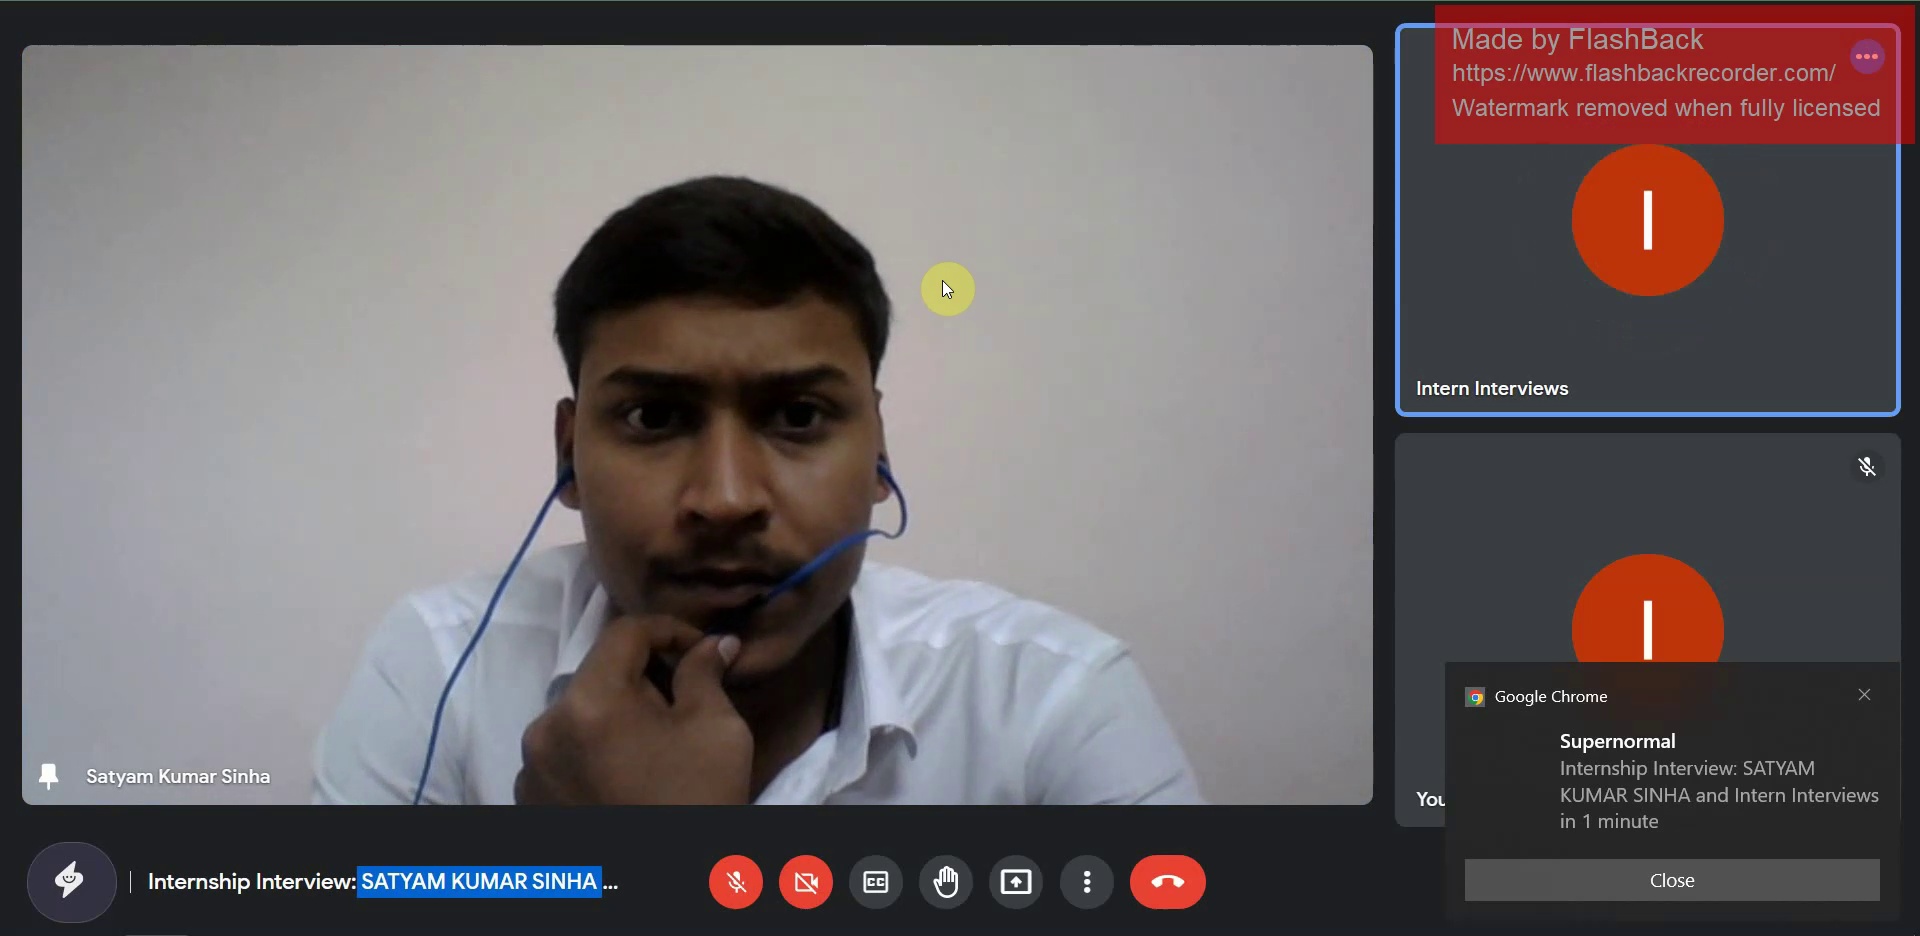 Made by FlashBack
https://www.flashbackrecorder.com/
Watermark removed when fully licensed
I
Intern Interviews
I
You
Satyam Kumar Sinha
Google Chrome
Supernormal
Internship Interview: SATYAM
KUMAR SINHA and Intern Interviews
in 1 minute
Close
Internship Interview: SATYAM KUMAR SINHA ...
CC